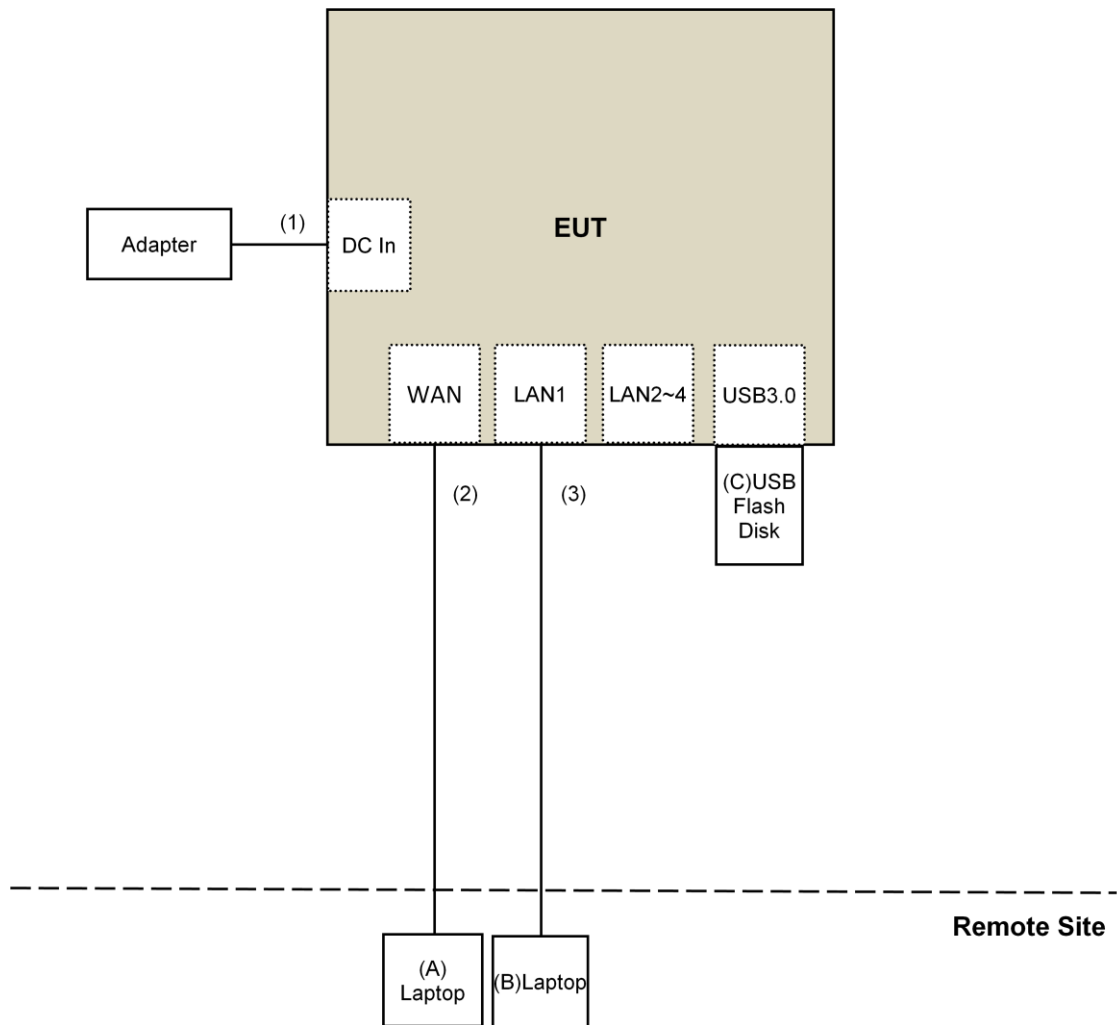 EUT
(1)
Adapter
DC In
WAN
LAN1
LAN2~4
USB3.0
(2)
(3)
(C)USB
Flash
Disk
Remote Site
(A)
Laptop
(B)Laptop